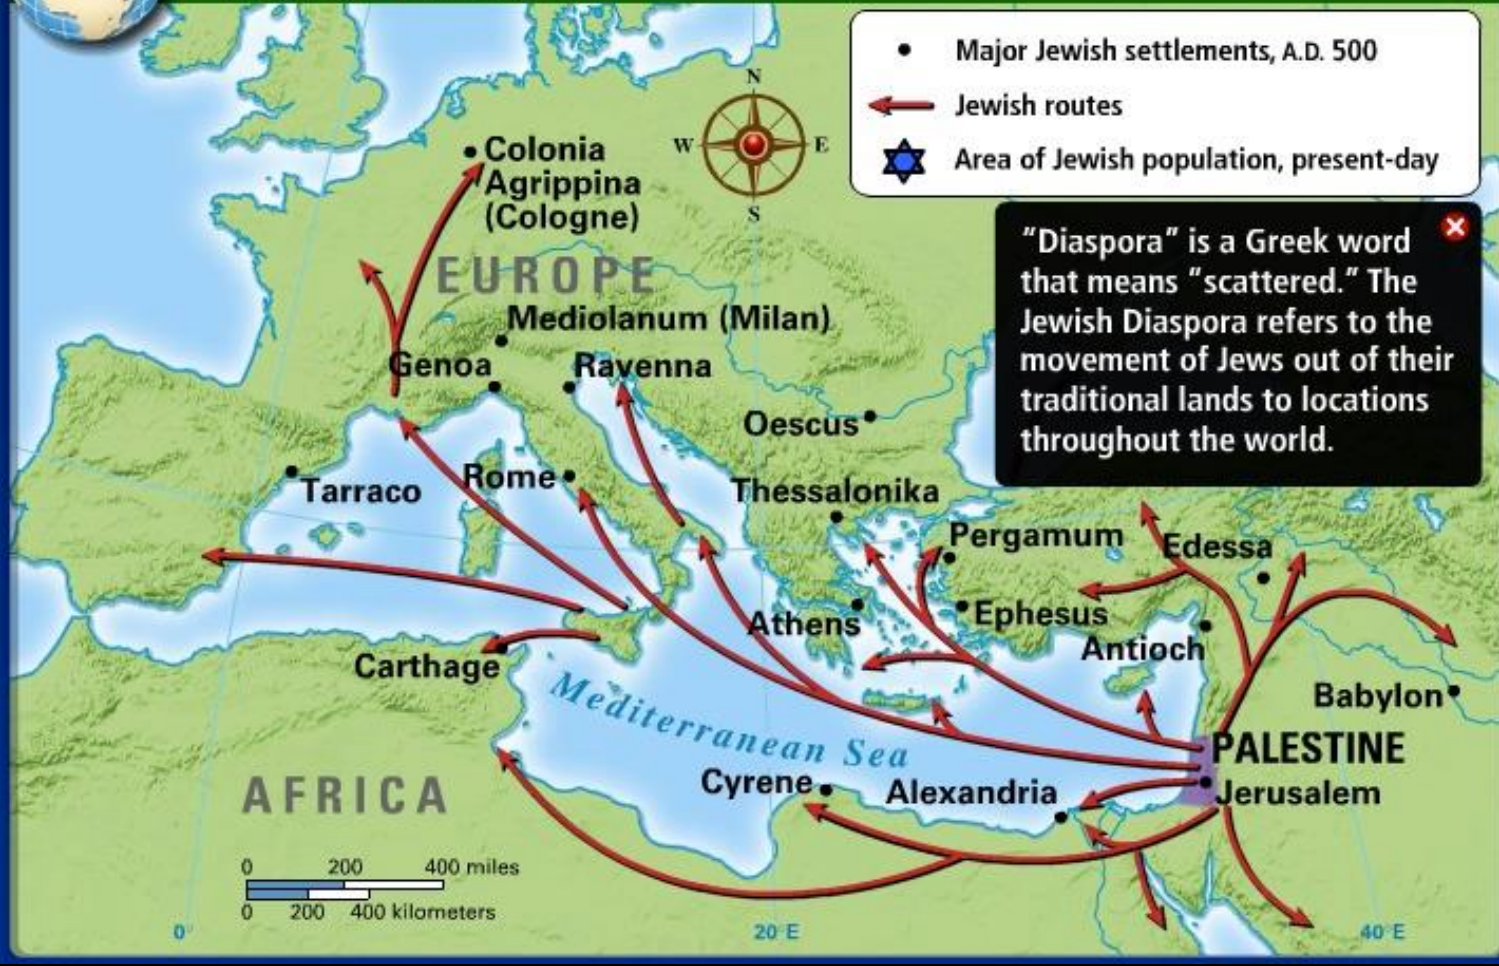 Major Jewish settlements, A.D. 500
Jewish routes
Area of Jewish population, present-day
"Diaspora" is a Greek word
that means "scattered." The
Jewish Diaspora refers to the
movement of Jews out of their
traditional lands to locations
throughout the world.
N
W
E
S
Colonia
Agrippina
(Cologne)
EUROPE
Mediolanum (Milan)
Genoa
Ravenna
Oescus
Tarraco
Rome
Thessalonika
Pergamum
Edessa
Athens
Ephesus
Antioch
Carthage
Babylon
Mediterranean Sea
PALESTINE
Cyrene
Alexandria
Jerusalem
AFRICA
0 200 400 miles
0 200 400 kilometers
0°
20°E
40°E